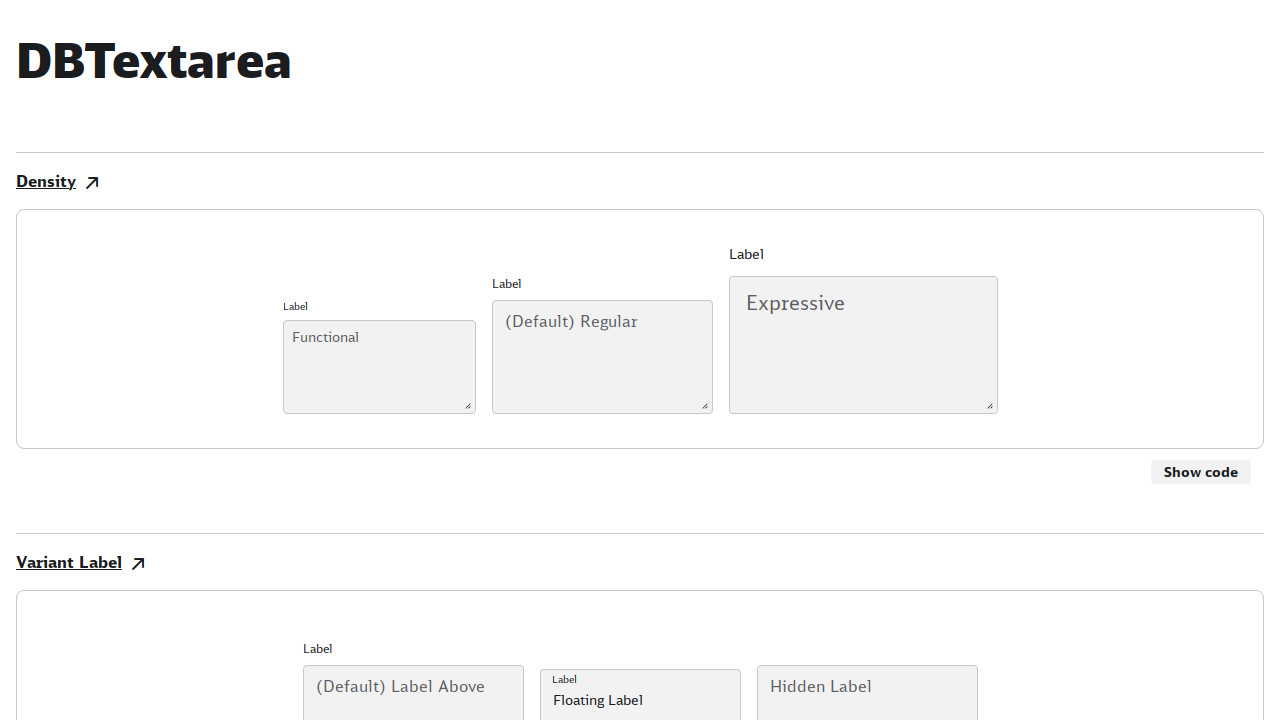 DBTextarea
Density
Label
Label
Label
Functional
(Default) Regular
Expressive
Show code
Variant Label
Label
(Default) Label Above
Label
Floating Label
Hidden Label